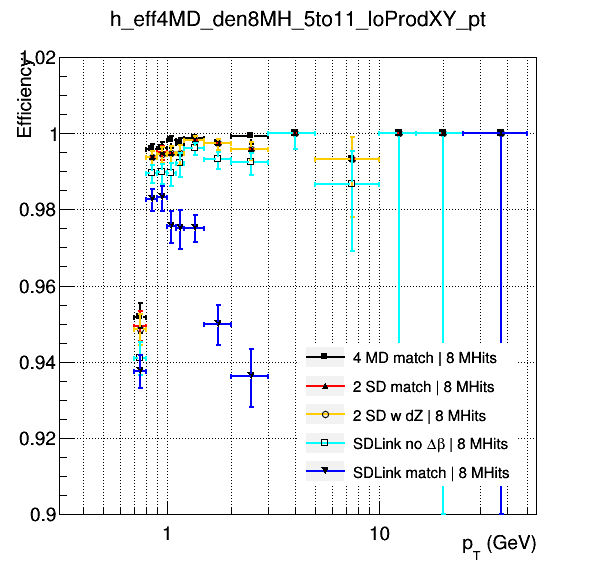 h_eff4MD_den8MH_5to11_loProdXY_pt
Efficiency
1.02
1
0.98
0.96
0.94
0.92
0.9
4 MD match | 8 MHits
2 SD match | 8 MHits
2 SD w dZ | 8 MHits
SDLink no Δβ | 8 MHits
SDLink match | 8 MHits
1
10
p_T (GeV)